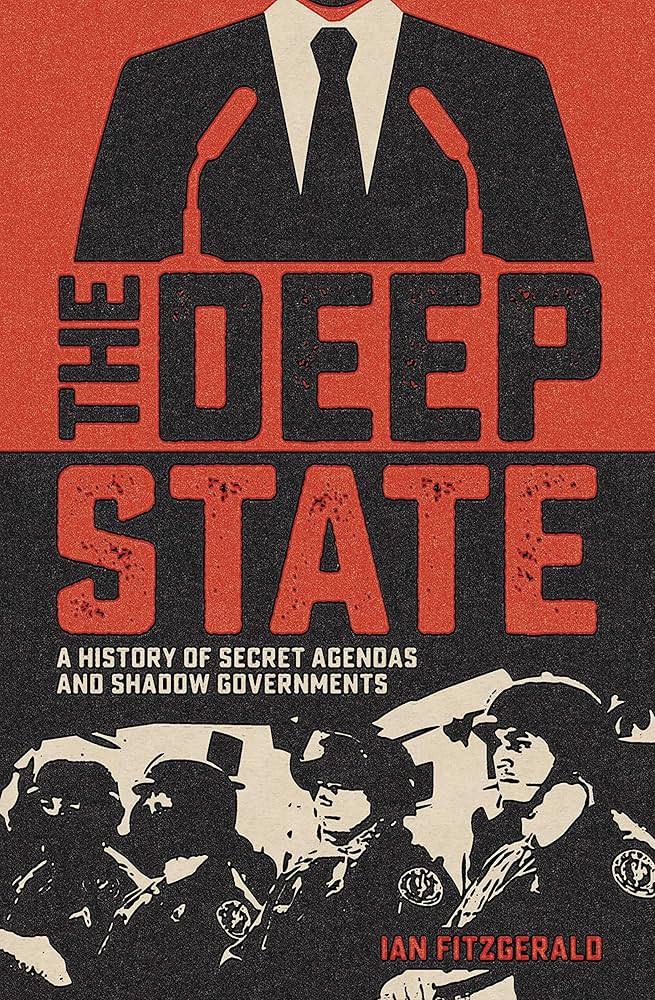 THE DEEP
STATE
A HISTORY OF SECRET AGENDAS
AND SHADOW GOVERNMENTS
IAN FITZGERALD